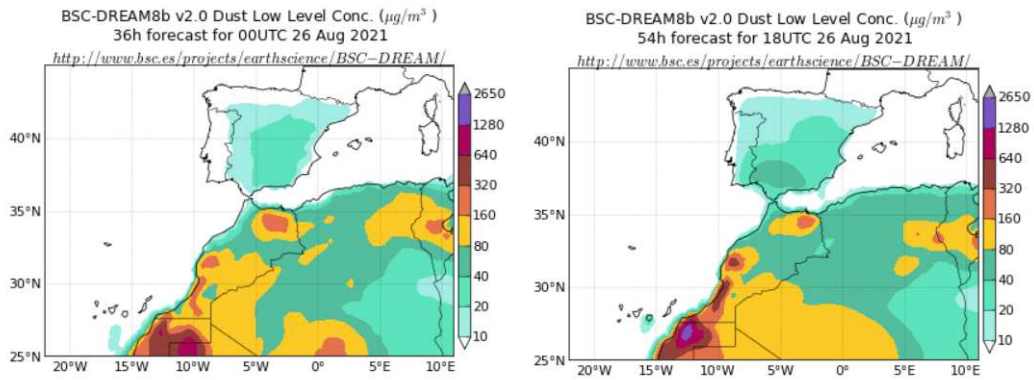 BSC-DREAM8b v2.0 Dust Low Level Conc. (μg/m³ )
36h forecast for 00UTC 26 Aug 2021
http://www.bsc.es/projects/earthscience/BSC−DREAM/
40°N
35°N
30°N
25°N
20°W
15°W
10°W
5°W
0°E
5°E
10°E
2650
1280
640
320
160
80
40
20
10
BSC-DREAM8b v2.0 Dust Low Level Conc. (μg/m³ )
54h forecast for 18UTC 26 Aug 2021
http://www.bsc.es/projects/earthscience/BSC−DREAM/
40°N
35°N
30°N
25°N
20°W
15°W
10°W
5°W
0°E
5°E
10°E
2650
1280
640
320
160
80
40
20
10